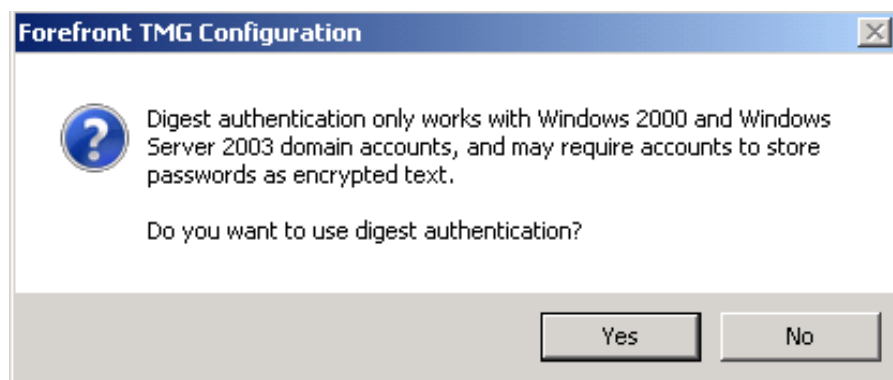 Forefront TMG Configuration
Digest authentication only works with Windows 2000 and Windows
Server 2003 domain accounts, and may require accounts to store
passwords as encrypted text.
Do you want to use digest authentication?
Yes
No